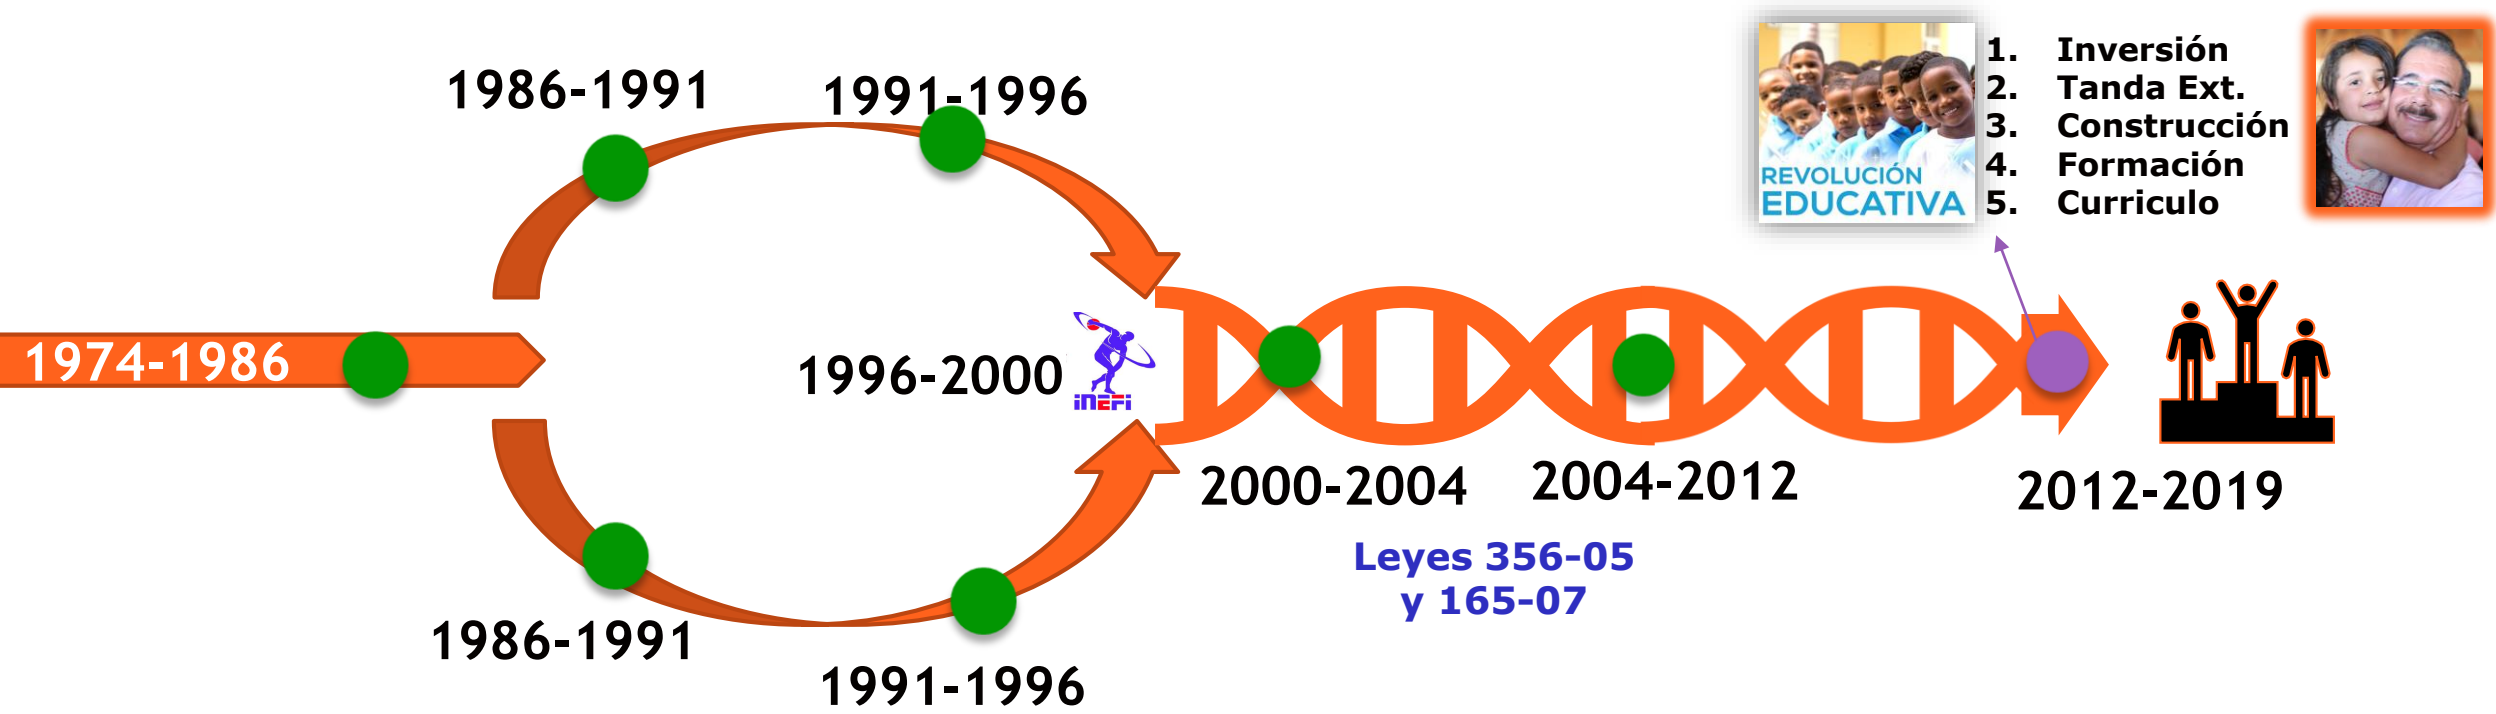 1986-1991
1991-1996
REVOLUCIÓN
EDUCATIVA
1. Inversión
2. Tanda Ext.
3. Construcción
4. Formación
5. Curriculo
1974-1986
1996-2000
iNEFi
2000-2004
2004-2012
2012-2019
Leyes 356-05
y 165-07
1986-1991
1991-1996